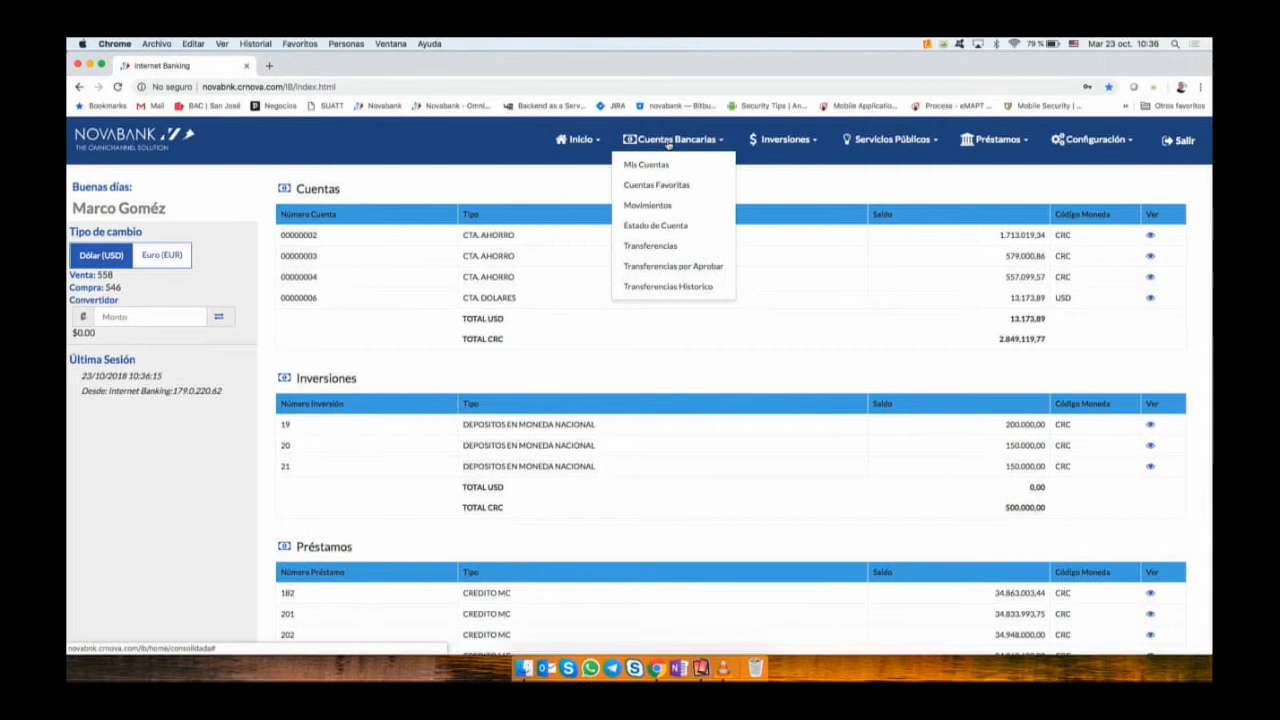 Chrome Archivo Editar Ver Historial Favoritos Personas Ventana Ayuda 79 % Mar 23 oct. 10:36
Internet Banking
No seguro novabnk.crnova.com/IB/index.html
Bookmarks Mail BAC | San José Negocios SUATT Novabank Novabank - Omni... Backend as a Serv... JIRA novabank — Bitbu... Security Tips | An... Mobile Applicatio... Process - eMAPT ... Mobile Security | ... Otros favoritos
NOVABANK
THE OMNICHANNEL SOLUTION
Inicio Cuentas Bancarias Inversiones Servicios Públicos Préstamos Configuración Salir
Mis Cuentas
Cuentas Favoritas
Movimientos
Estado de Cuenta
Transferencias
Transferencias por Aprobar
Transferencias Historico
Buenas días:
Marco Goméz
Tipo de cambio
Dólar (USD) Euro (EUR)
Venta: 558
Compra: 546
Convertidor
₡ Monto
$0.00
Última Sesión
23/10/2018 10:36:15
Desde: Internet Banking:179.0.220.62
Cuentas
Número Cuenta Tipo Saldo Código Moneda Ver
00000002 CTA. AHORRO 1.713.019,34 CRC
00000003 CTA. AHORRO 579.000,86 CRC
00000004 CTA. AHORRO 557.099,57 CRC
00000006 CTA. DOLARES 13.173,89 USD
TOTAL USD 13.173,89
TOTAL CRC 2.849.119,77
Inversiones
Número Inversión Tipo Saldo Código Moneda Ver
19 DEPOSITOS EN MONEDA NACIONAL 200.000,00 CRC
20 DEPOSITOS EN MONEDA NACIONAL 150.000,00 CRC
21 DEPOSITOS EN MONEDA NACIONAL 150.000,00 CRC
TOTAL USD 0,00
TOTAL CRC 500.000,00
Préstamos
Número Préstamo Tipo Saldo Código Moneda Ver
182 CREDITO MC 34.863.003,44 CRC
201 CREDITO MC 34.833.993,75 CRC
202 CREDITO MC 34.948.000,00 CRC
novabnk.crnova.com/ib/home/consolidada#